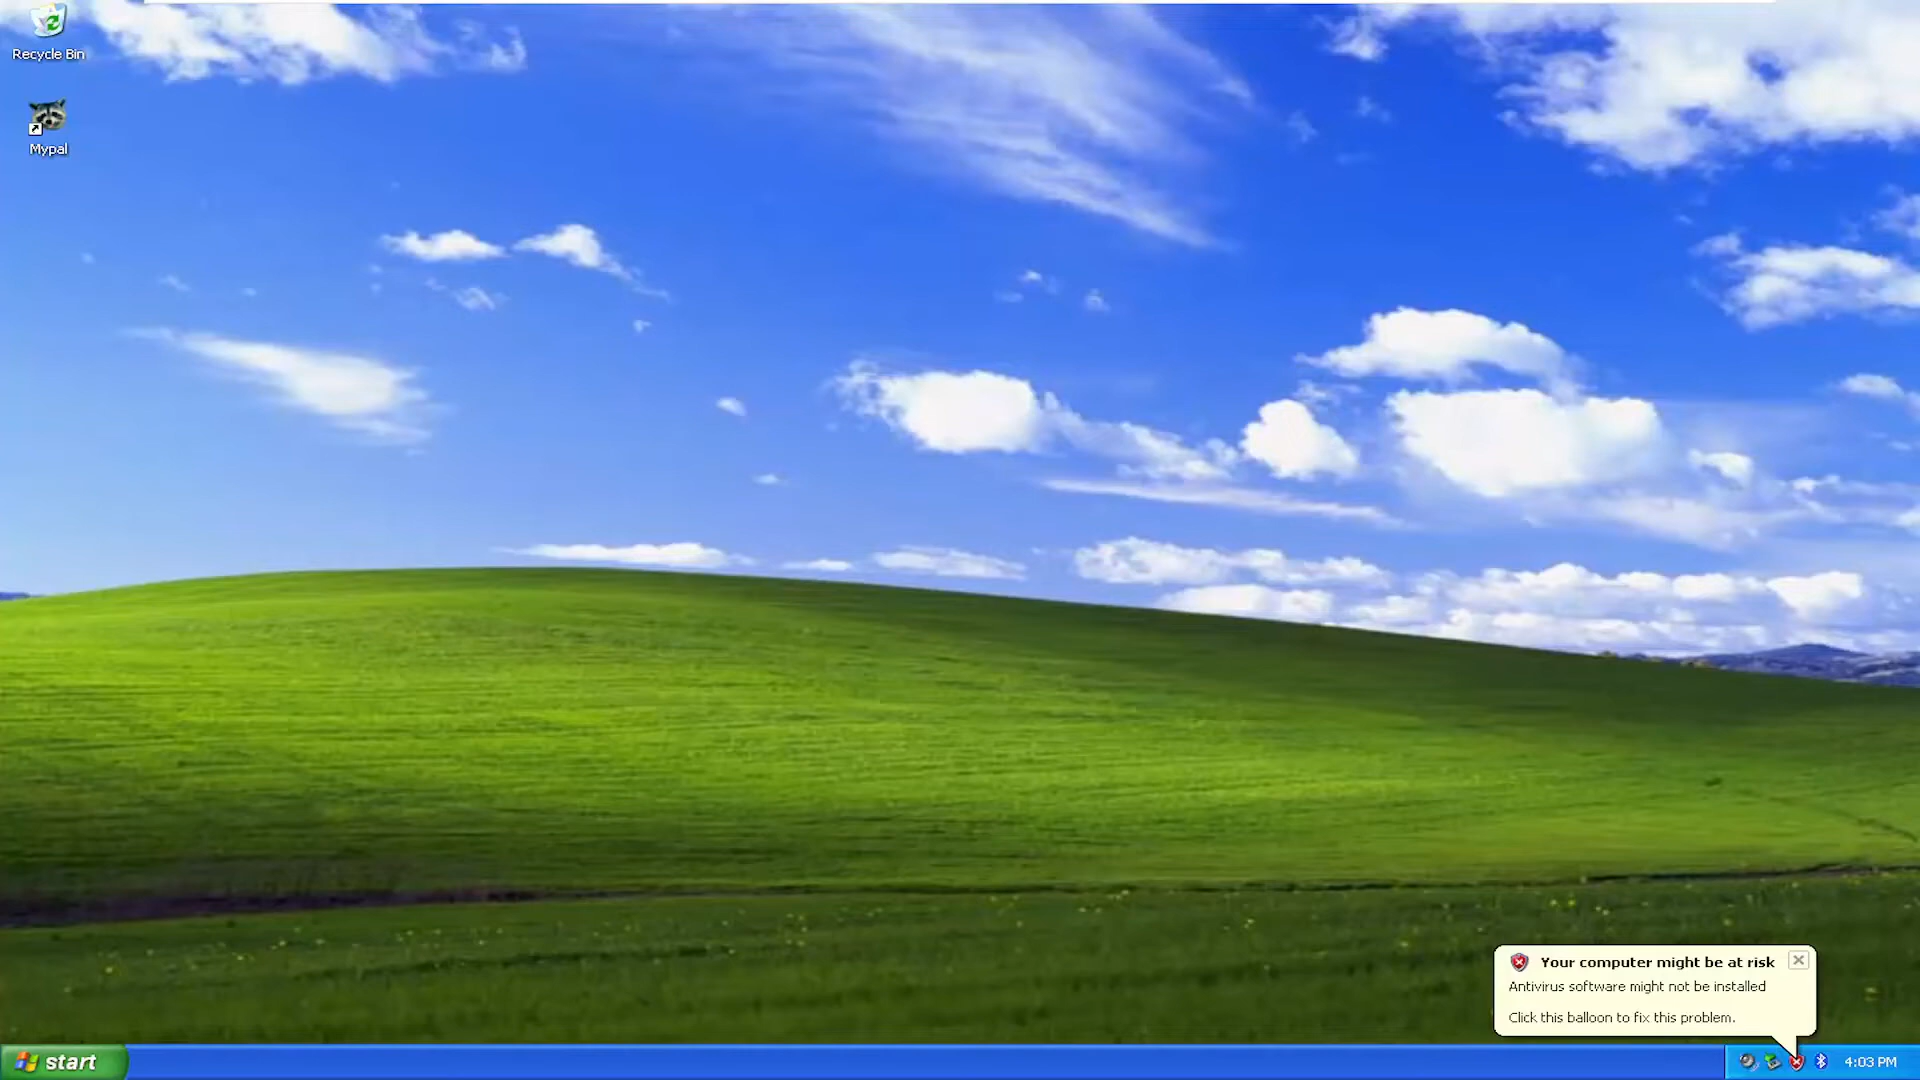 Recycle Bin
Mypal
Your computer might be at risk
Antivirus software might not be installed
Click this balloon to fix this problem.
start
4:03 PM